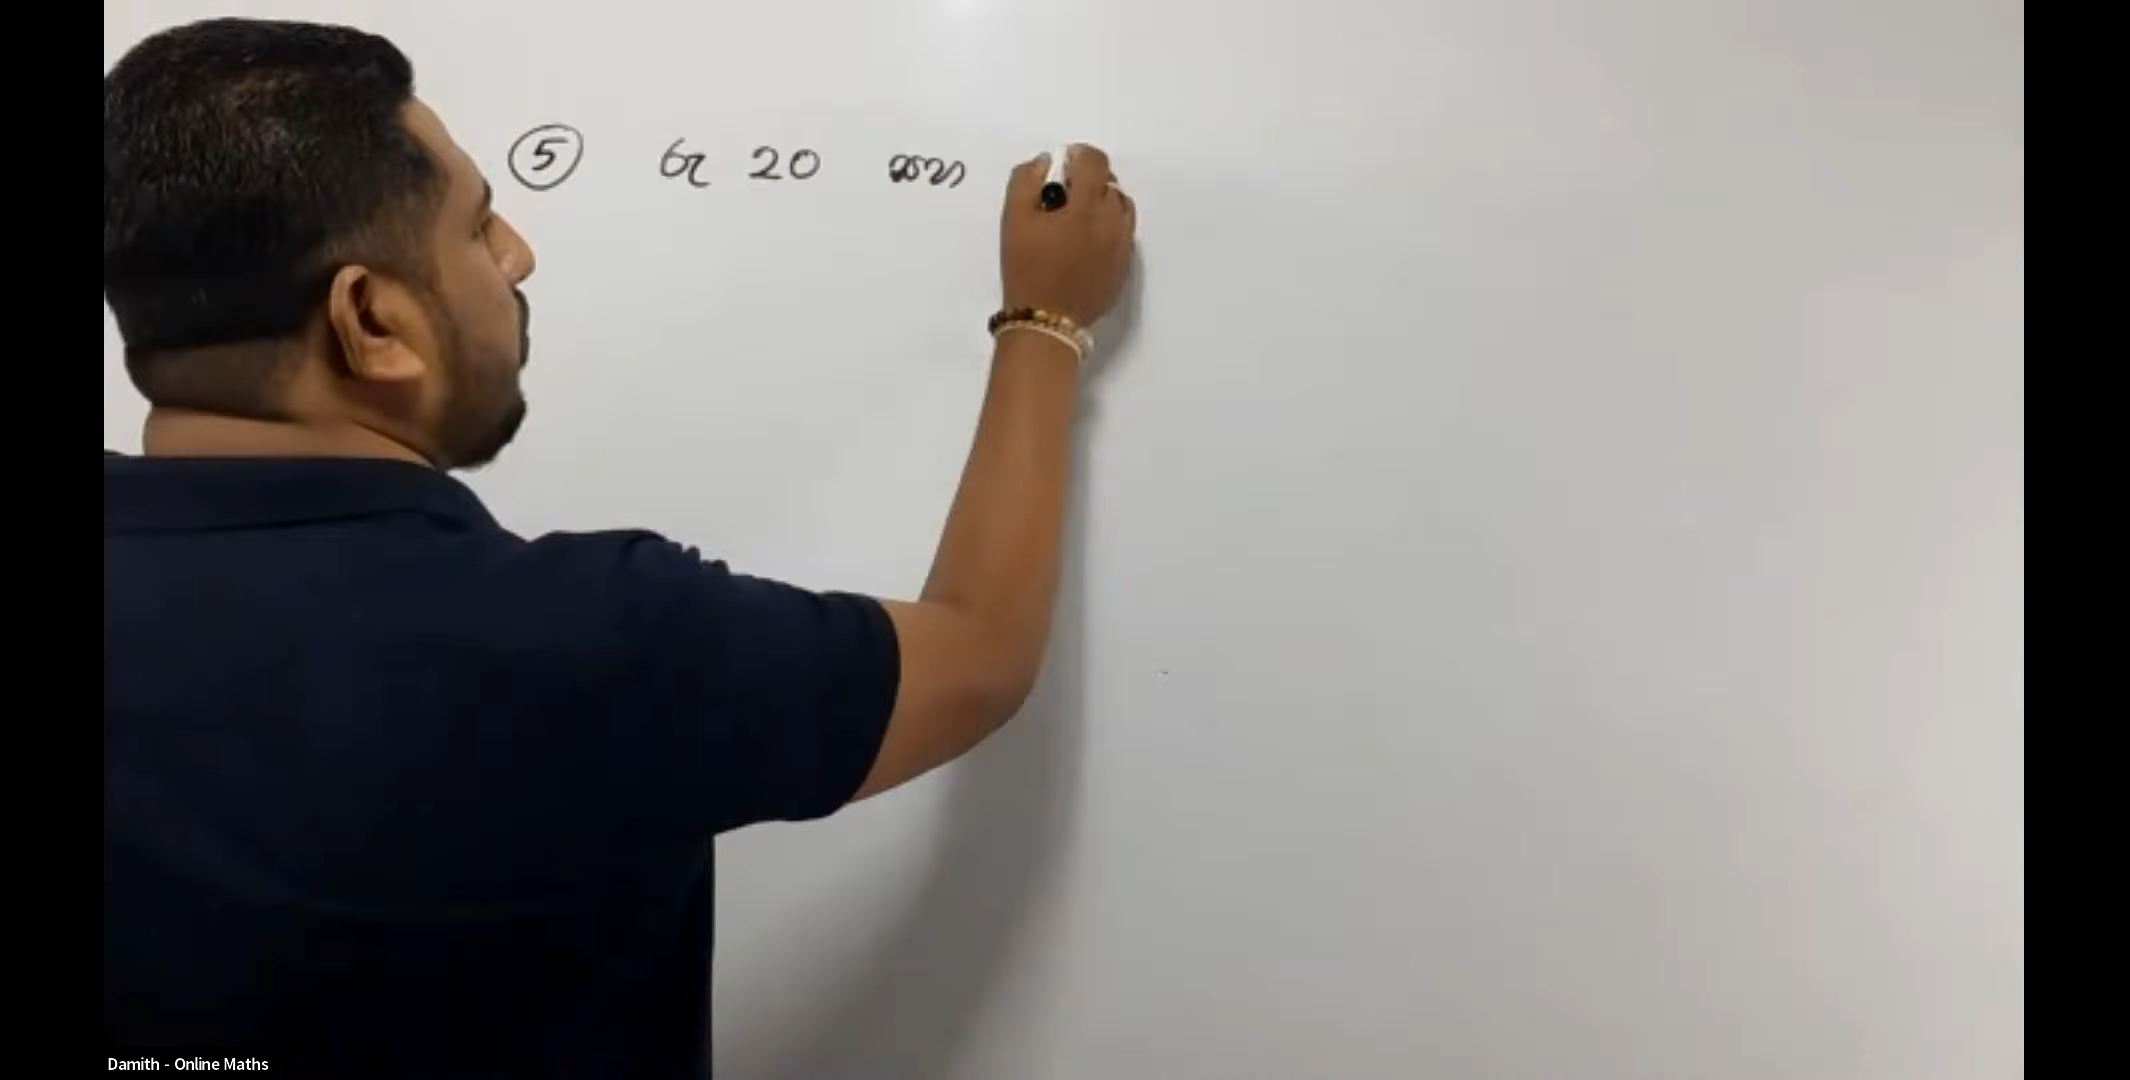 ⑤ රු 20 සහ
Damith - Online Maths